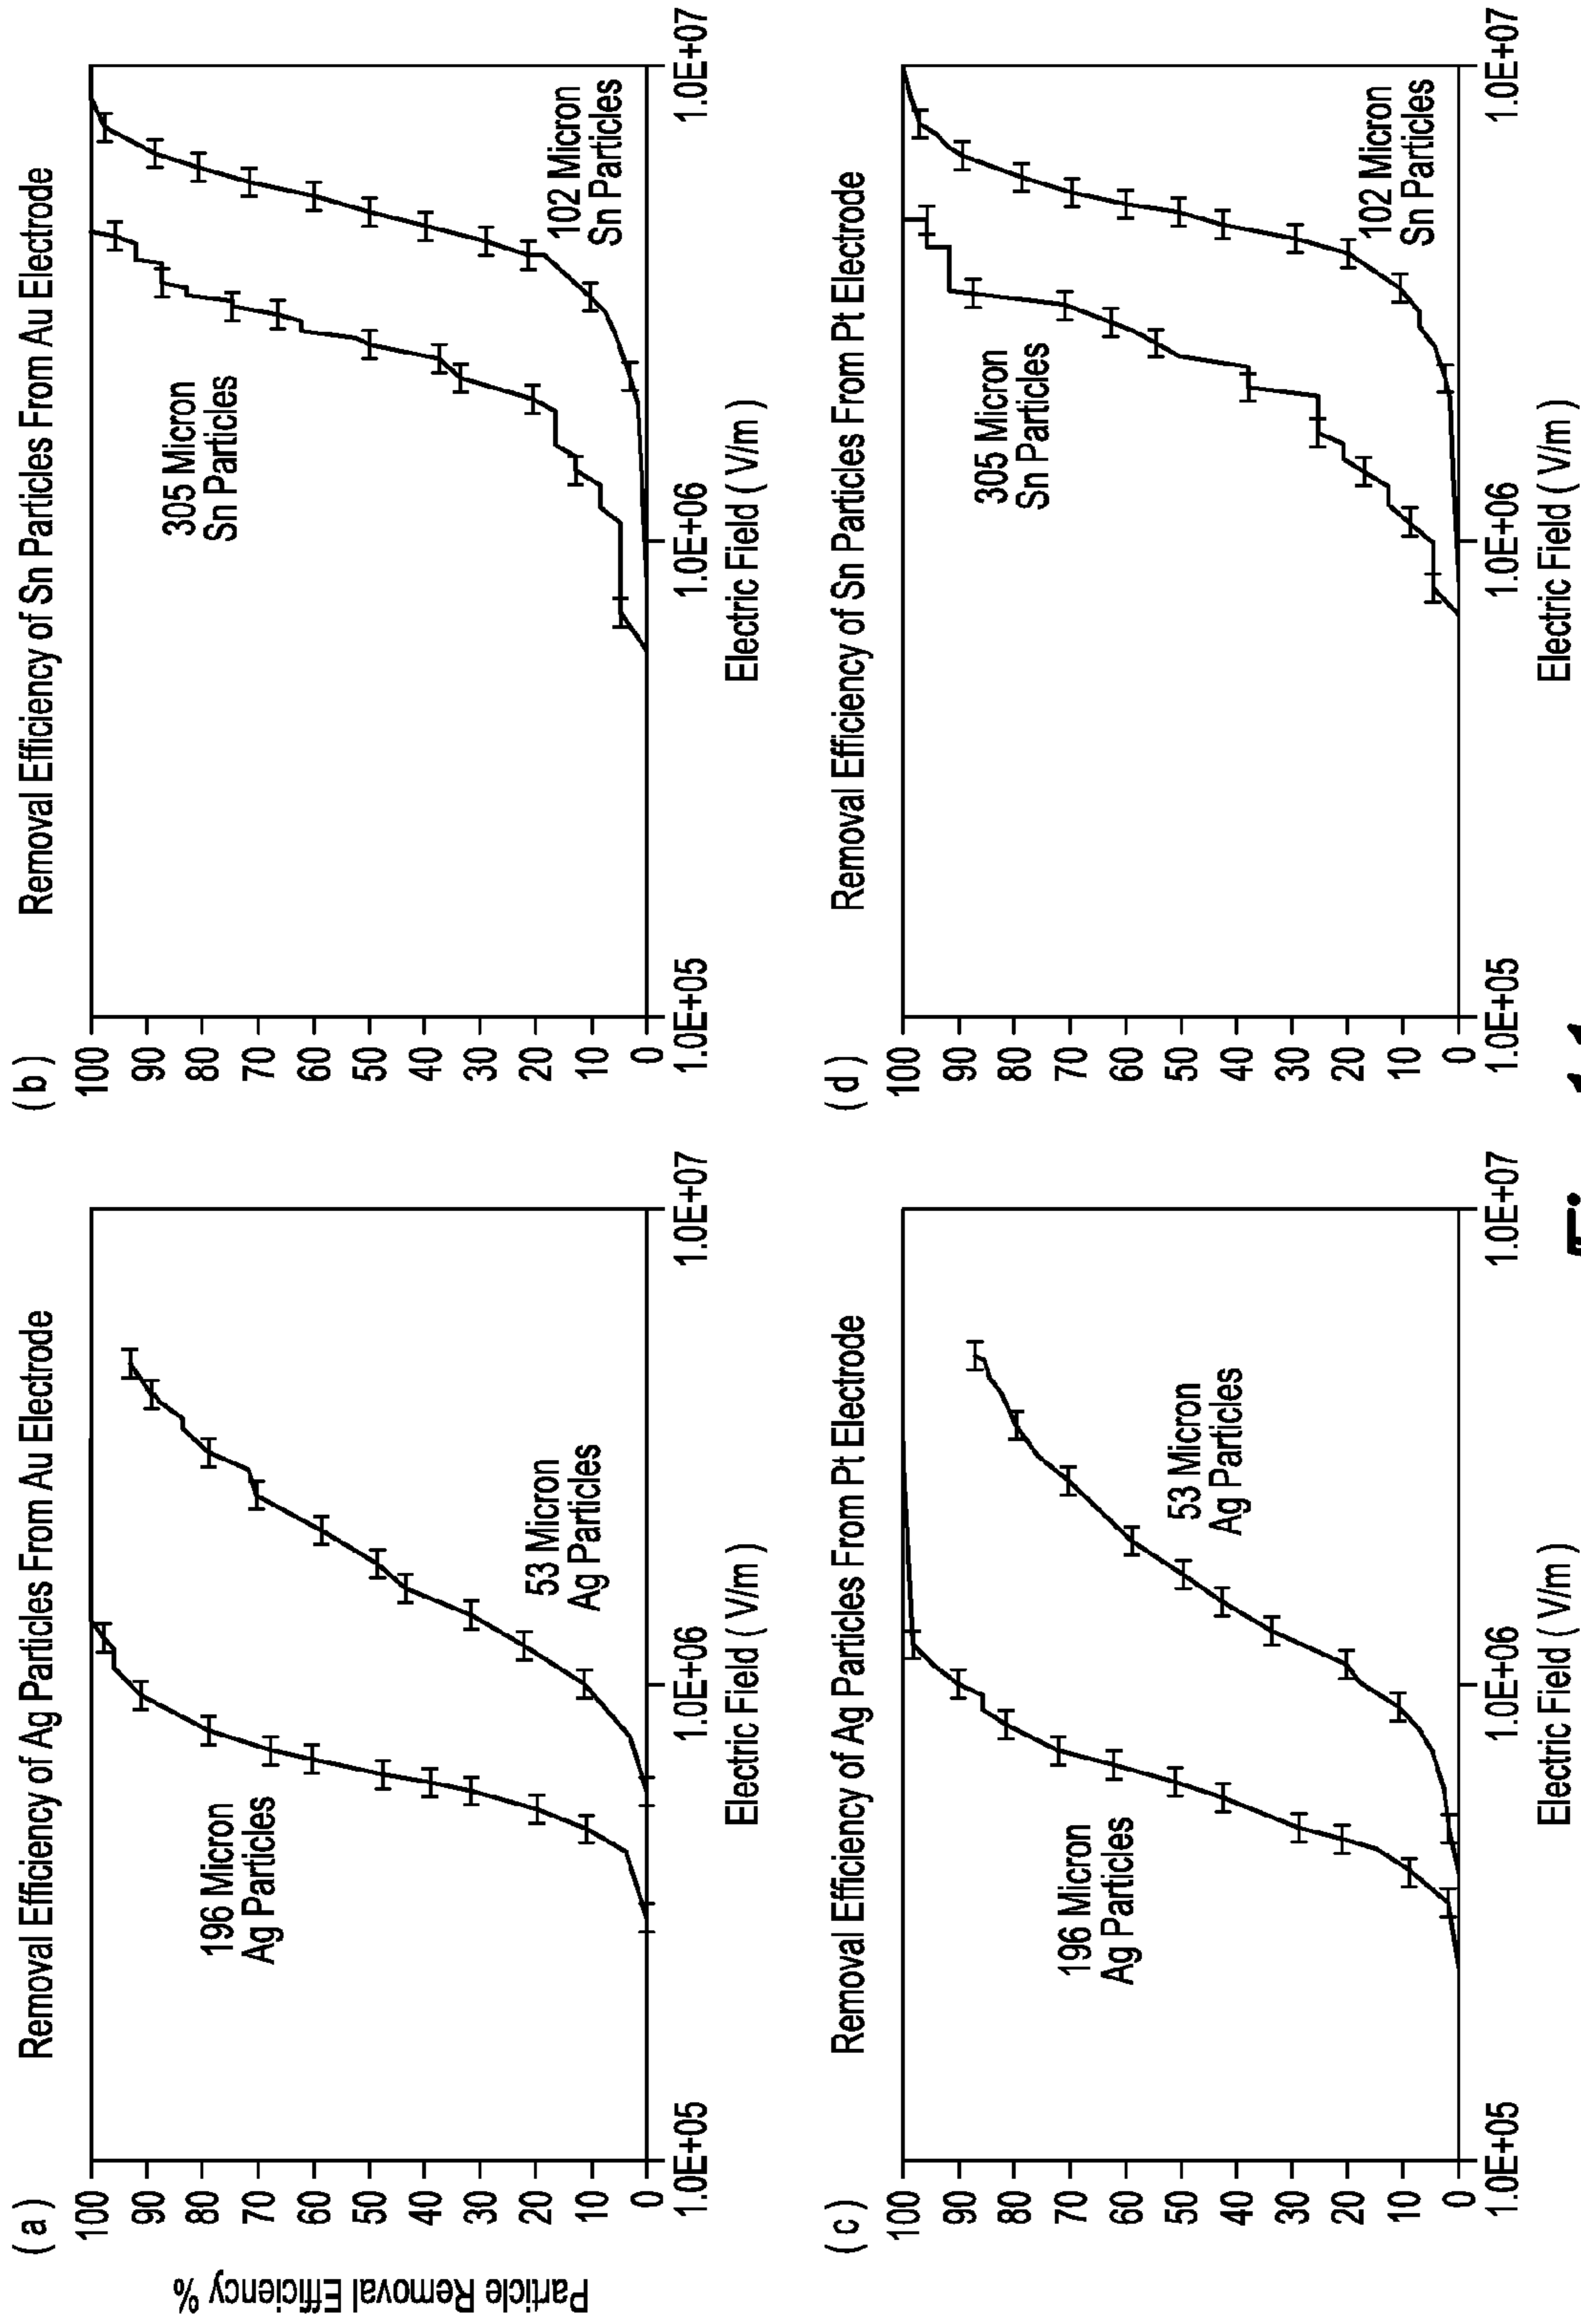 ( a )
Removal Efficiency of Ag Particles From Au Electrode
Particle Removal Efficiency %
100
90
80
70
60
50
40
30
20
10
0
196 Micron
Ag Particles
53 Micron
Ag Particles
1.0E+05
1.0E+06
1.0E+07
Electric Field ( V/m )
( b )
Removal Efficiency of Sn Particles From Au Electrode
100
90
80
70
60
50
40
30
20
10
0
305 Micron
Sn Particles
102 Micron
Sn Particles
1.0E+05
1.0E+06
1.0E+07
Electric Field ( V/m )
( c )
Removal Efficiency of Ag Particles From Pt Electrode
100
90
80
70
60
50
40
30
20
10
0
196 Micron
Ag Particles
53 Micron
Ag Particles
1.0E+05
1.0E+06
1.0E+07
Electric Field ( V/m )
( d )
Removal Efficiency of Sn Particles From Pt Electrode
100
90
80
70
60
50
40
30
20
10
0
305 Micron
Sn Particles
102 Micron
Sn Particles
1.0E+05
1.0E+06
1.0E+07
Electric Field ( V/m )